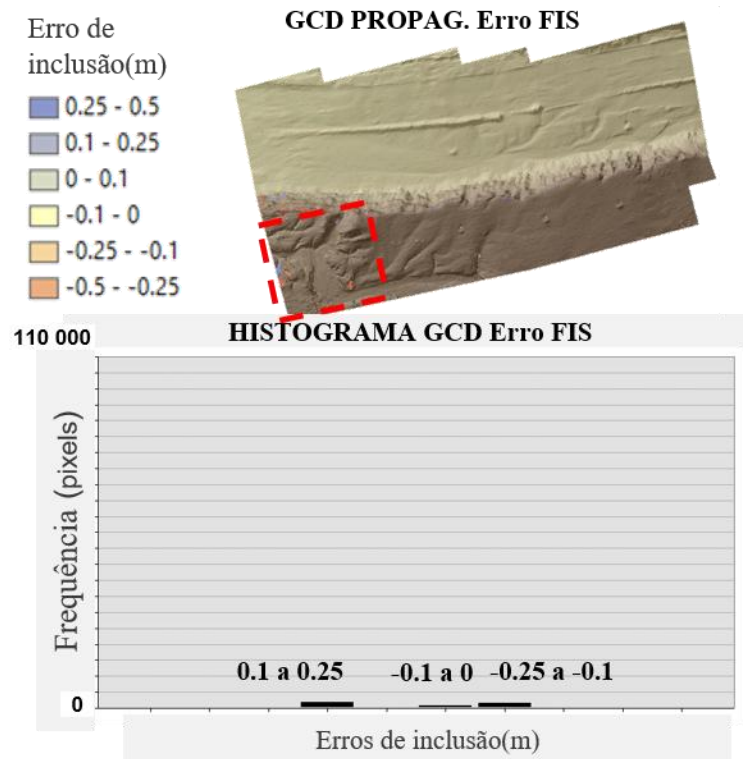 GCD PROPAG. Erro FIS
Erro de
inclusão(m)
0.25 - 0.5
0.1 - 0.25
0 - 0.1
-0.1 - 0
-0.25 - -0.1
-0.5 - -0.25
HISTOGRAMA GCD Erro FIS
110 000
Frequência (pixels)
0.1 a 0.25
-0.1 a 0
-0.25 a -0.1
0
Erros de inclusão(m)